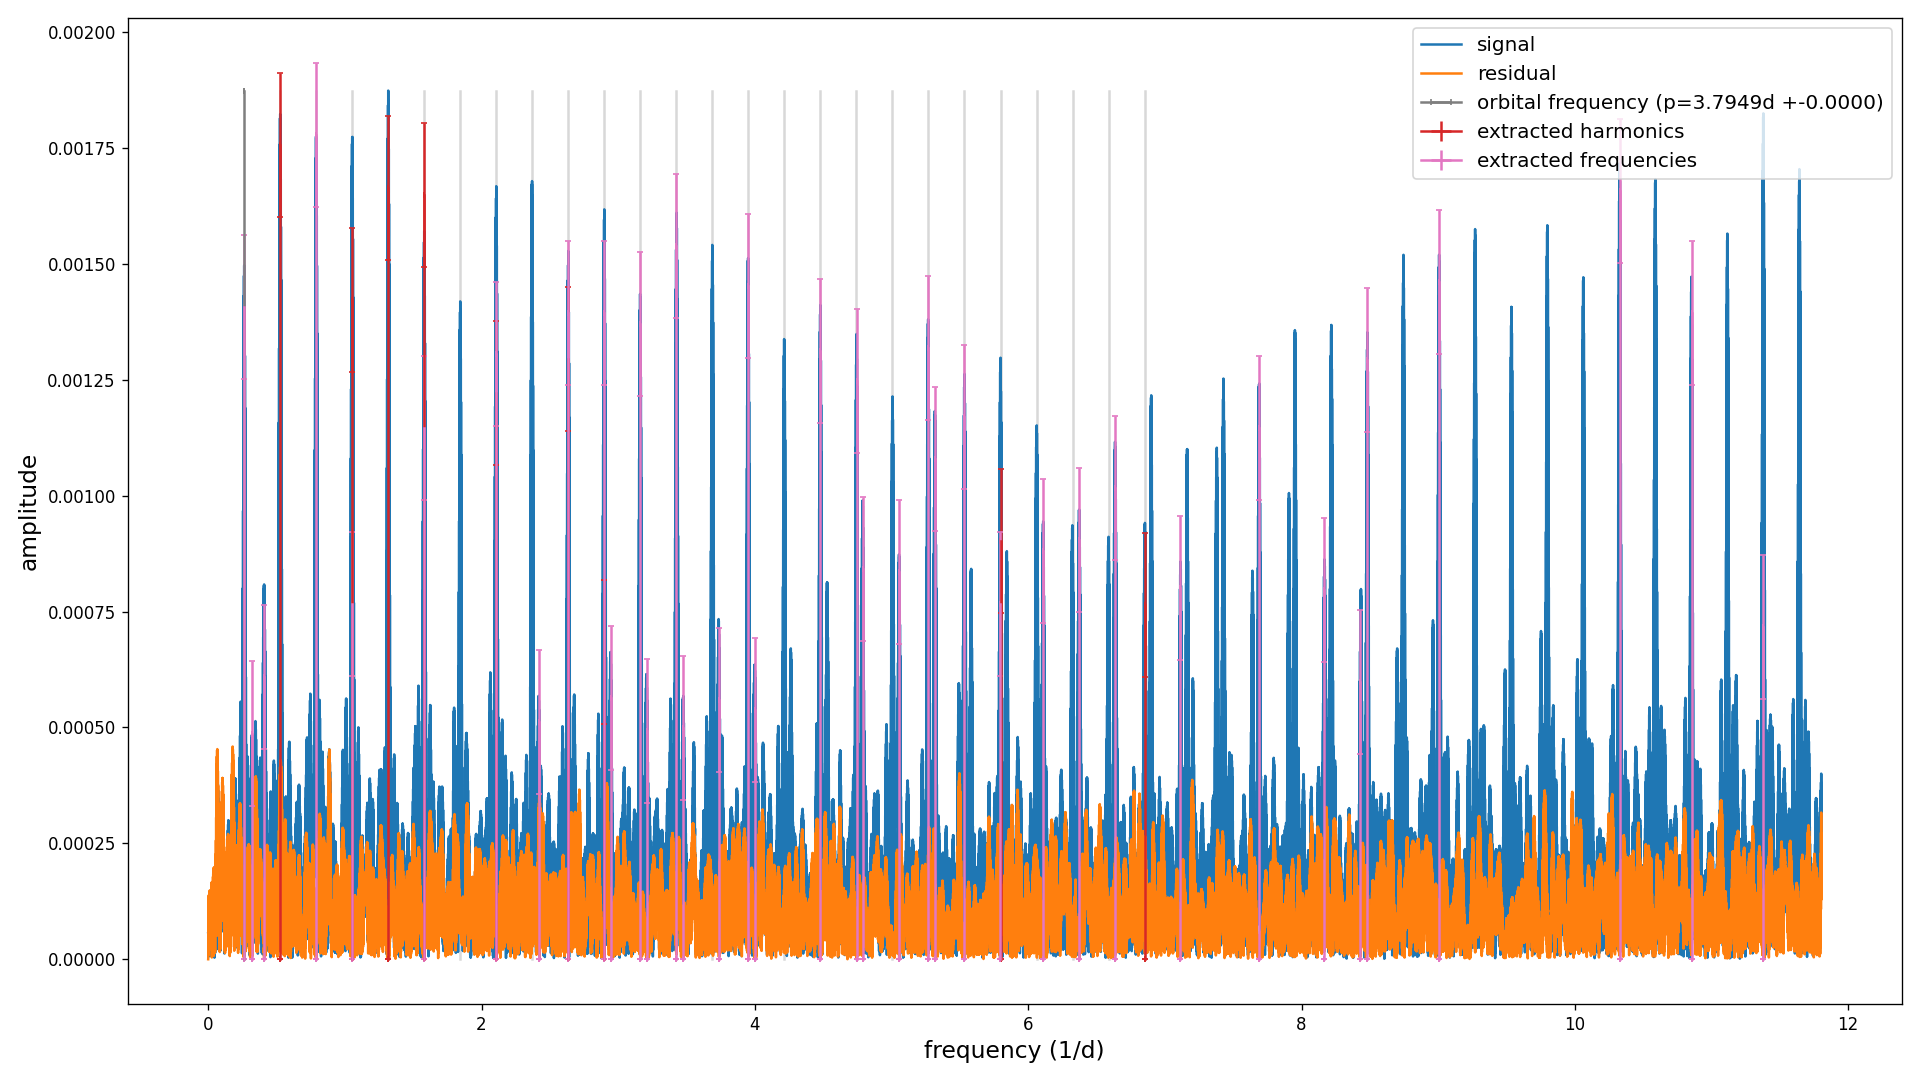 0.00200
0.00175
0.00150
0.00125
0.00100
0.00075
0.00050
0.00025
0.00000
amplitude
signal
residual
orbital frequency (p=3.7949d +-0.0000)
extracted harmonics
extracted frequencies
0 2 4 6 8 10 12
frequency (1/d)